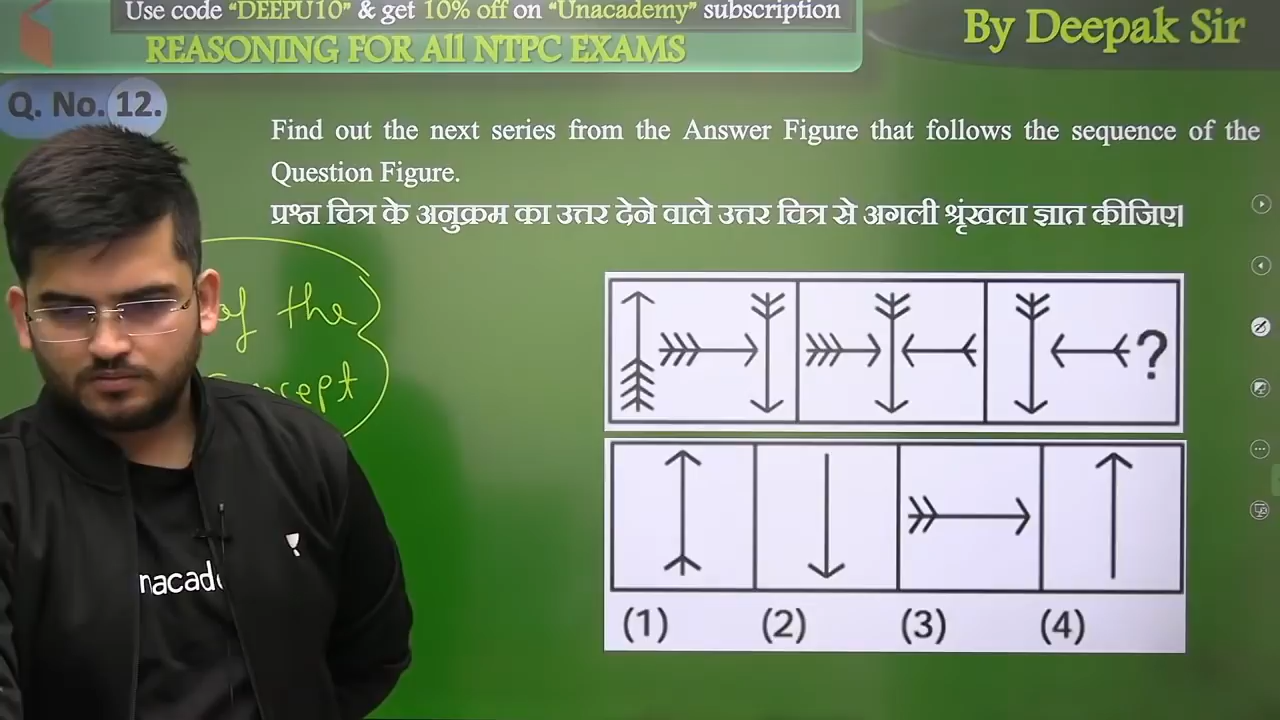 Use code “DEEPU10” & get 10% off on “Unacademy” subscription
REASONING FOR All NTPC EXAMS
By Deepak Sir
Q. No. 12.
Find out the next series from the Answer Figure that follows the sequence of the
Question Figure.
प्रश्न चित्र के अनुक्रम का उत्तर देने वाले उत्तर चित्र से अगली श्रृंखला ज्ञात कीजिए।
of the
?
(1) (2) (3) (4)